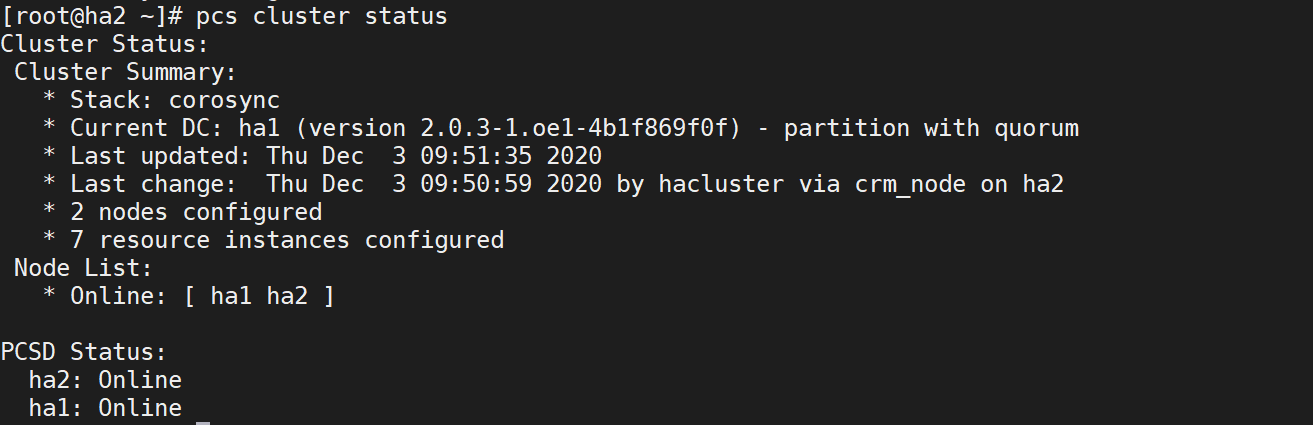 [root@ha2 ~]# pcs cluster status
Cluster Status:
 Cluster Summary:
   * Stack: corosync
   * Current DC: ha1 (version 2.0.3-1.oe1-4b1f869f0f) - partition with quorum
   * Last updated: Thu Dec  3 09:51:35 2020
   * Last change:  Thu Dec  3 09:50:59 2020 by hacluster via crm_node on ha2
   * 2 nodes configured
   * 7 resource instances configured
 Node List:
   * Online: [ ha1 ha2 ]

PCSD Status:
  ha2: Online
  ha1: Online